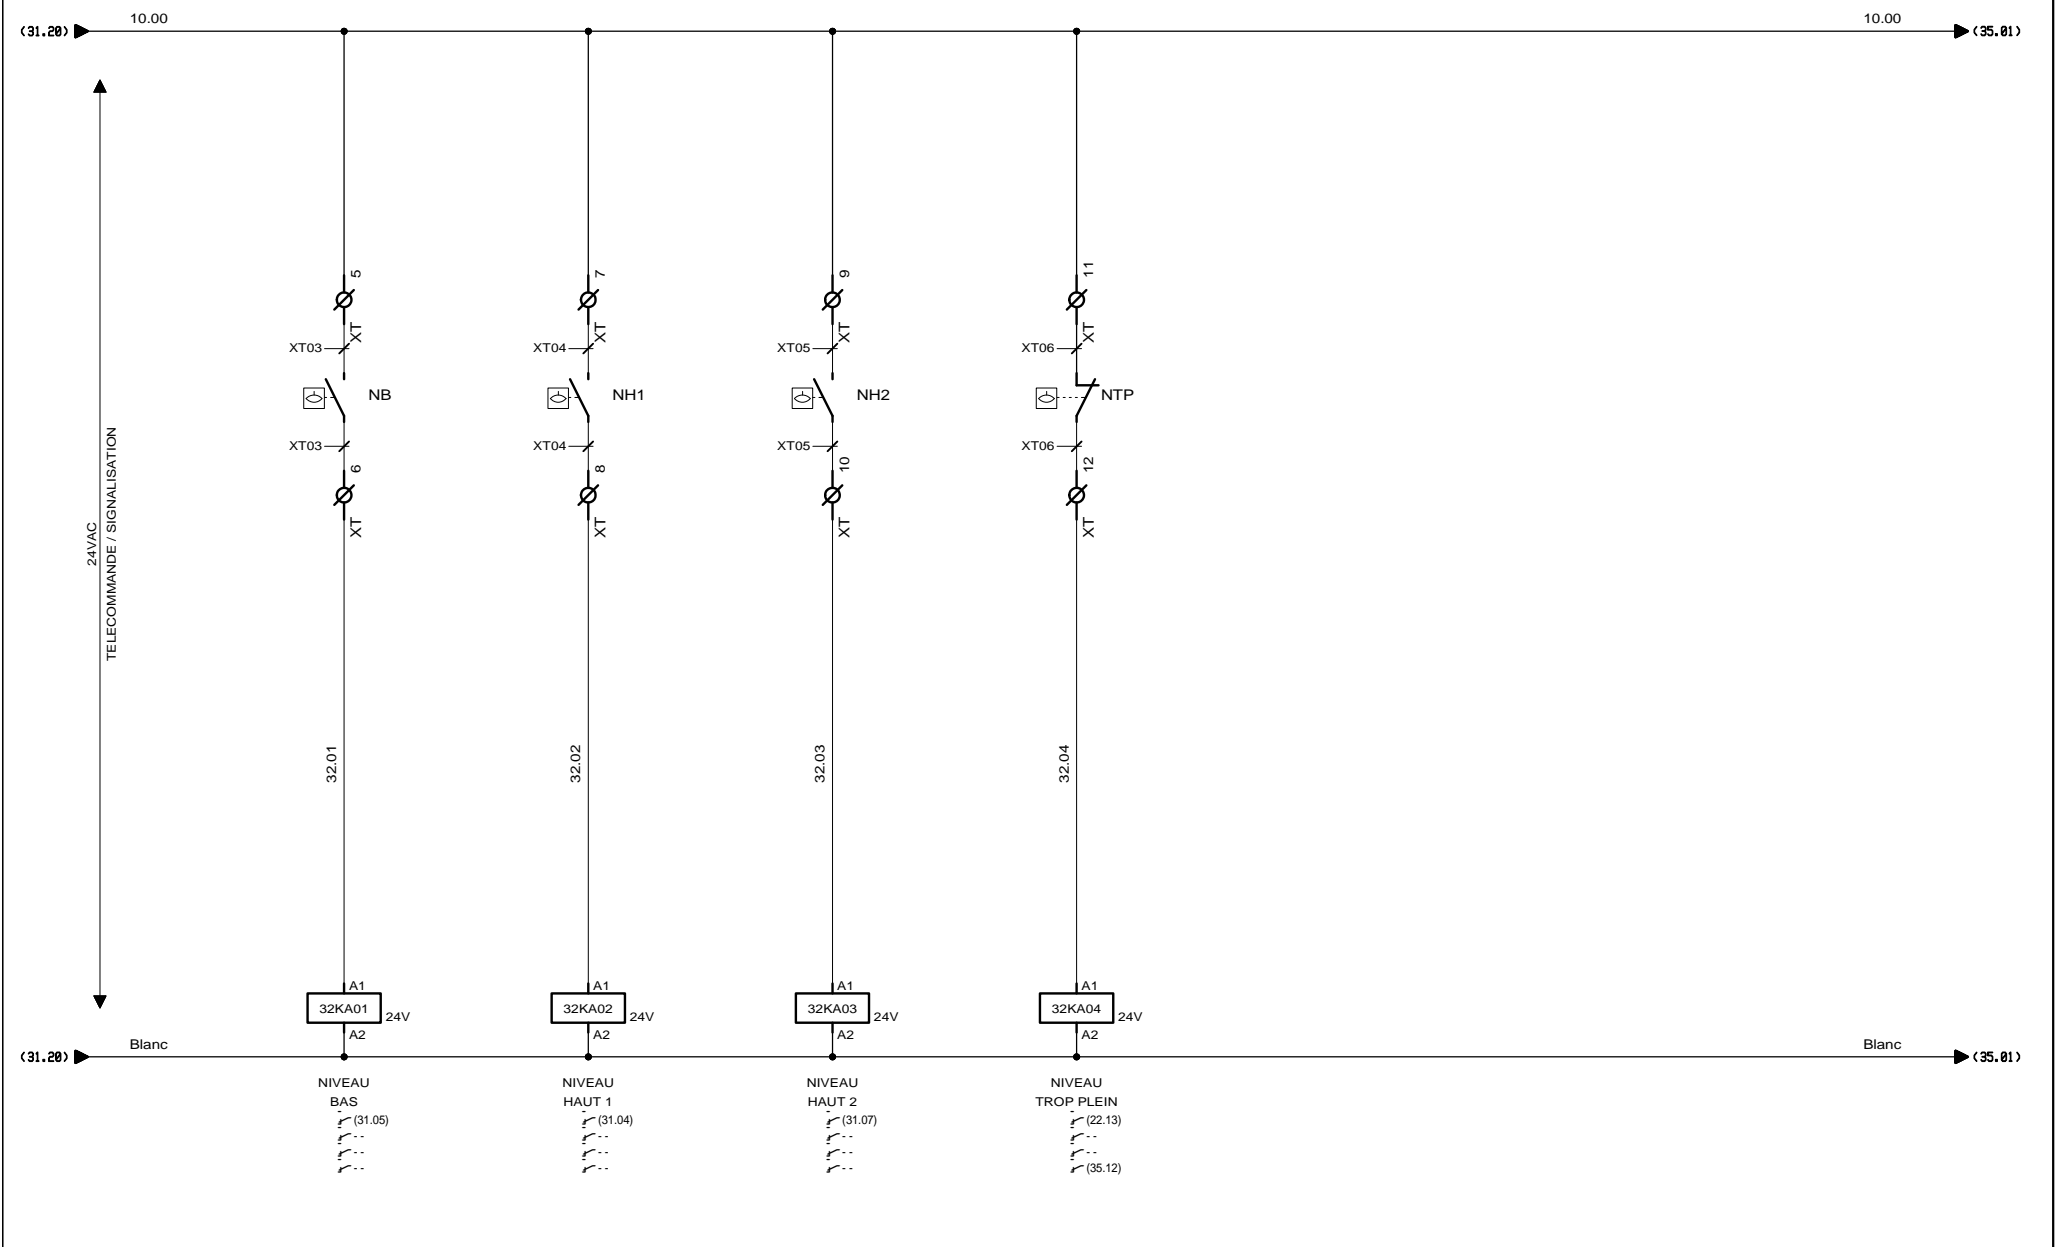 10.00
10.00
(31.20)
(35.01)
24VAC
TELECOMMANDE / SIGNALISATION
5
7
9
11
XT
XT
XT
XT
XT03
XT04
XT05
XT06
NB
NH1
NH2
NTP
XT03
XT04
XT05
XT06
6
8
10
12
XT
XT
XT
XT
32.01
32.02
32.03
32.04
A1
A1
A1
A1
32KA01
24V
32KA02
24V
32KA03
24V
32KA04
24V
A2
A2
A2
A2
Blanc
Blanc
(31.20)
(35.01)
NIVEAU
BAS
(31.05)
--
--
--
NIVEAU
HAUT 1
(31.04)
--
--
--
NIVEAU
HAUT 2
(31.07)
--
--
--
NIVEAU
TROP PLEIN
(22.13)
--
--
(35.12)